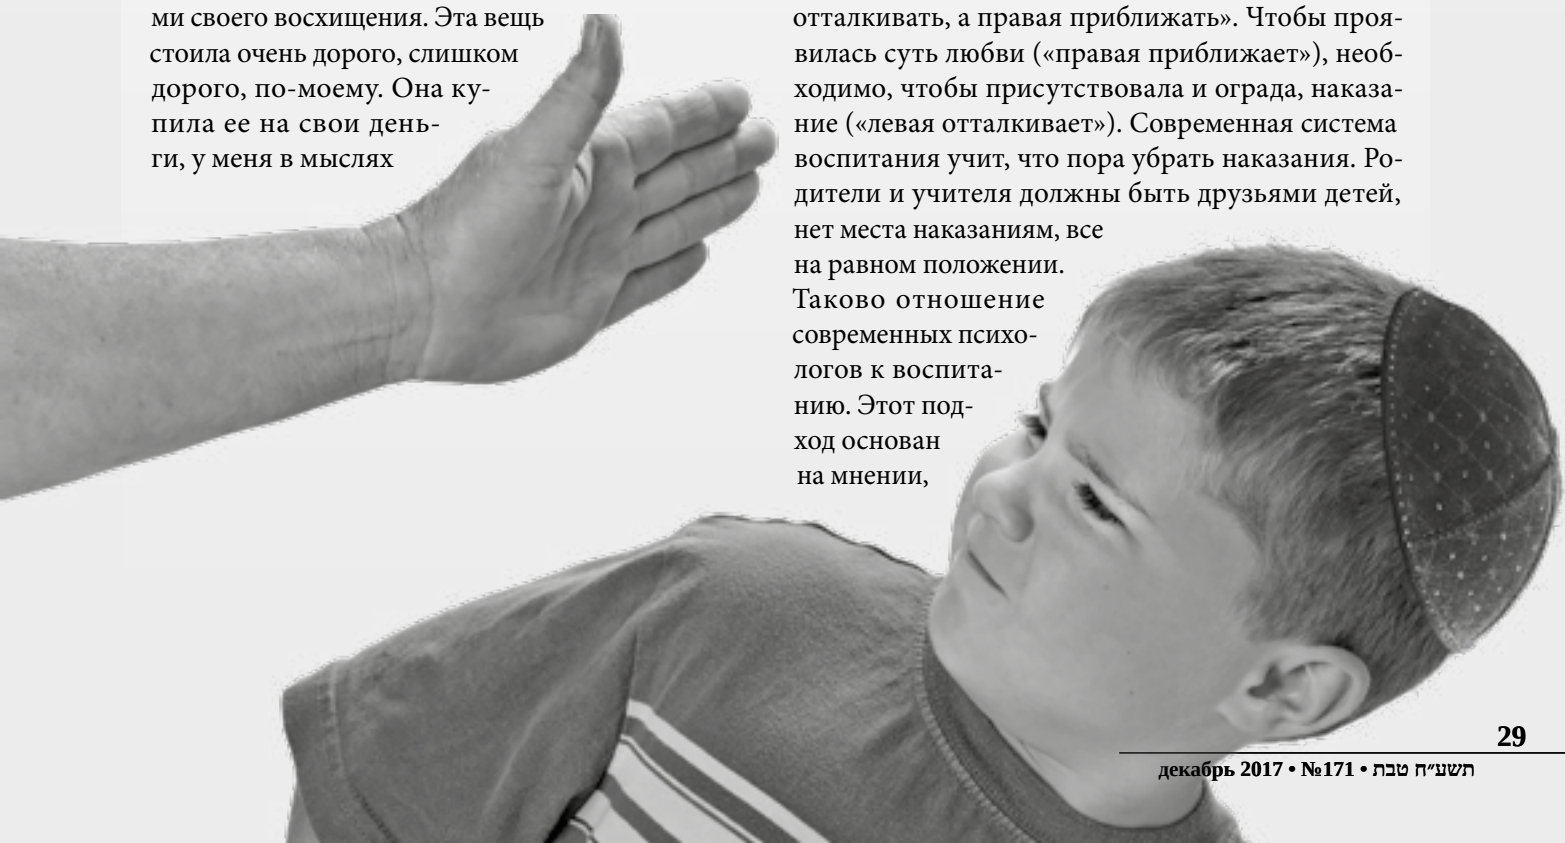 ми своего восхищения. Эта вещь
стоила очень дорого, слишком
дорого, по-моему. Она ку-
пила ее на свои день-
ги, у меня в мыслях
отталкивать, а правая приближать». Чтобы проя-
вилась суть любви («правая приближает»), необ-
ходимо, чтобы присутствовала и ограда, наказа-
ние («левая отталкивает»). Современная система
воспитания учит, что пора убрать наказания. Ро-
дители и учителя должны быть друзьями детей,
нет места наказаниям, все
на равном положении.
Таково отношение
современных психо-
логов к воспита-
нию. Этот под-
ход основан
на мнении,
29
декабрь 2017 • №171 • תשע״ח טבת